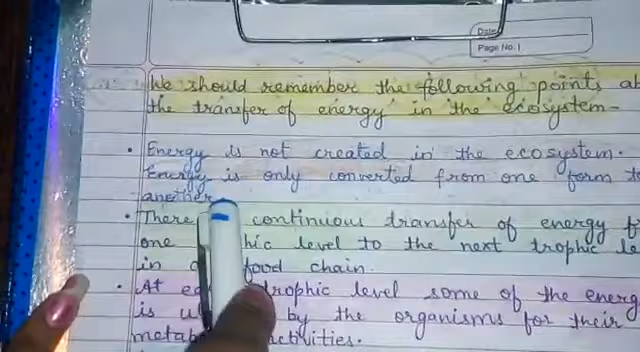 Date
Page No.
We should remember the following points
the transfer of energy in the ecosystem-
• Energy is not created in the ecosystem.
Energy is only converted from one form
another
• There continuous transfer of energy
one level to the next trophic
in food chain.
• At trophic level some of the
is by the organisms for their